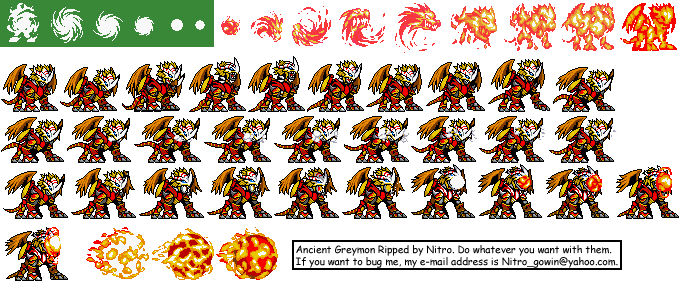 Ancient Greymon Ripped by Nitro. Do whatever you want with them.
If you want to bug me, my e-mail address is Nitro_gowin@yahoo.com.